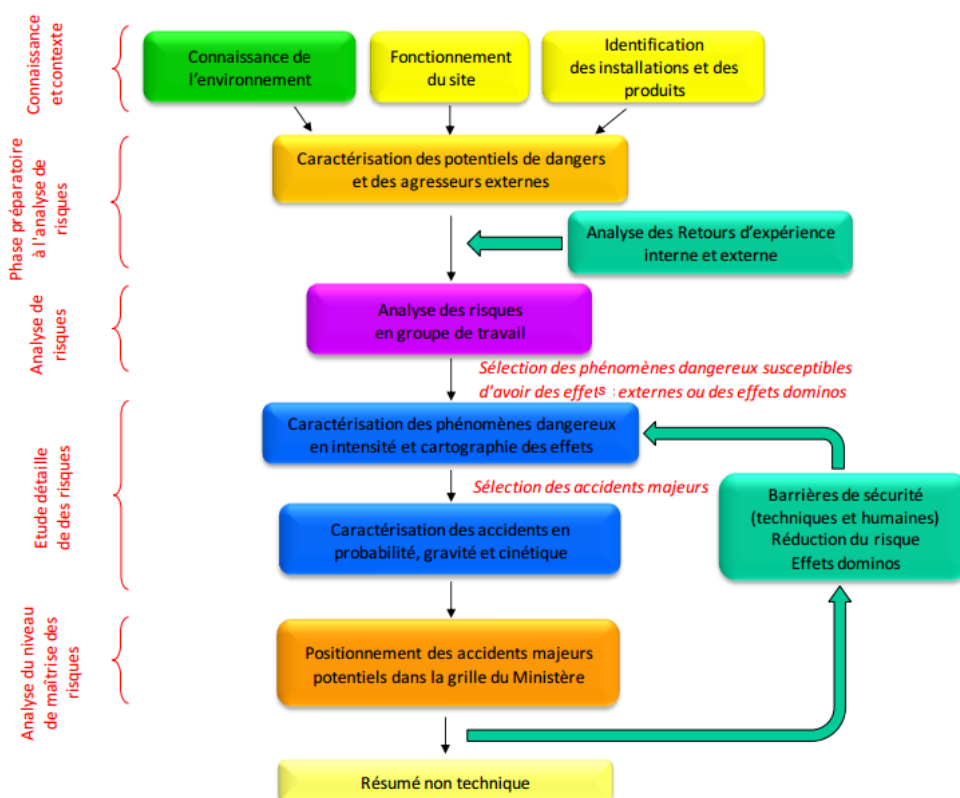 Connaissance
et contexte
Connaissance de
l'environnement
Fonctionnement
du site
Identification
des installations et des
produits
Phase préparatoire
à l'analyse de
risques
Caractérisation des potentiels de dangers
et des agresseurs externes
Analyse des Retours d'expérience
interne et externe
Analyse de
risques
Analyse des risques
en groupe de travail
Sélection des phénomènes dangereux susceptibles
d'avoir des effets : externes ou des effets dominos
Etude détaille
de des risques
Caractérisation des phénomènes dangereux
en intensité et cartographie des effets
Sélection des accidents majeurs
Caractérisation des accidents en
probabilité, gravité et cinétique
Barrières de sécurité
(techniques et humaines)
Réduction du risque
Effets dominos
Analyse du niveau
de maîtrise des
risques
Positionnement des accidents majeurs
potentiels dans la grille du Ministère
Résumé non technique